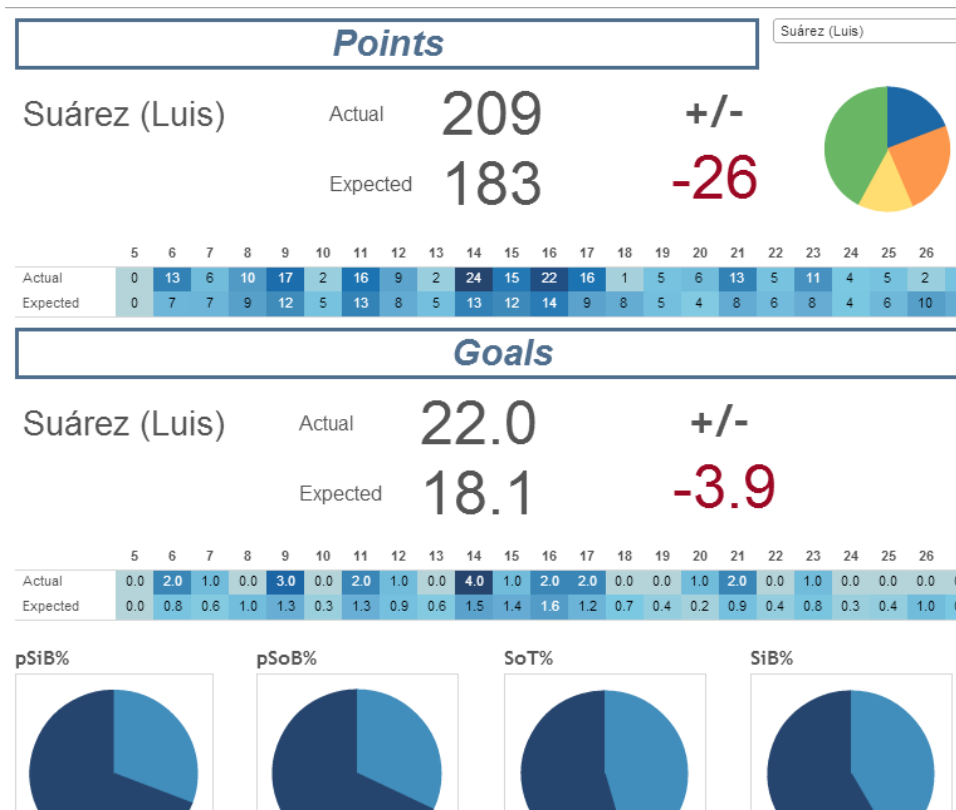 Points
Suárez (Luis)
Suárez (Luis) Actual 209 +/-
Expected 183 -26
5 6 7 8 9 10 11 12 13 14 15 16 17 18 19 20 21 22 23 24 25 26
Actual 0 13 6 10 17 2 16 9 2 24 15 22 16 1 5 6 13 5 11 4 5 2
Expected 0 7 7 9 12 5 13 8 5 13 12 14 9 8 5 4 8 6 8 4 6 10
Goals
Suárez (Luis) Actual 22.0 +/-
Expected 18.1 -3.9
5 6 7 8 9 10 11 12 13 14 15 16 17 18 19 20 21 22 23 24 25 26
Actual 0.0 2.0 1.0 0.0 3.0 0.0 2.0 1.0 0.0 4.0 1.0 2.0 2.0 0.0 0.0 1.0 2.0 0.0 1.0 0.0 0.0 0.0
Expected 0.0 0.8 0.6 1.0 1.3 0.3 1.3 0.9 0.6 1.5 1.4 1.6 1.2 0.7 0.4 0.2 0.9 0.4 0.8 0.3 0.4 1.0
pSiB% pSoB% SoT% SiB%